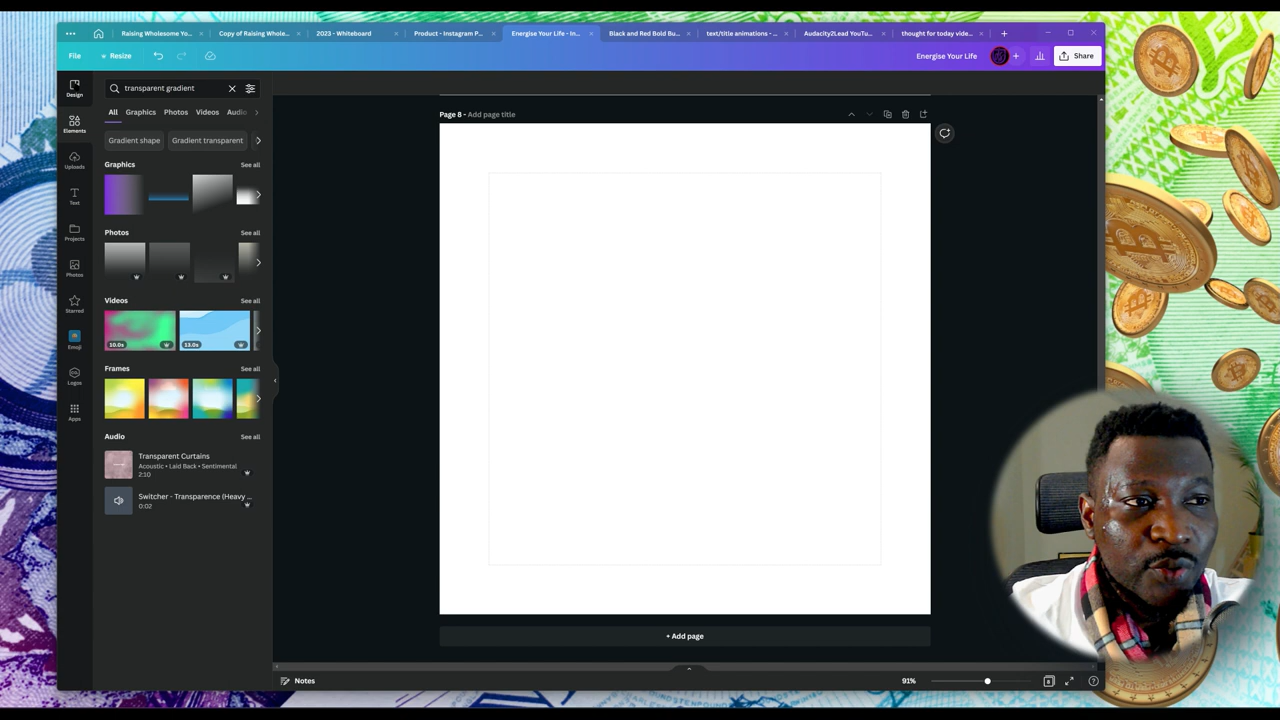 Raising Wholesome Yo...
Copy of Raising Whole...
2023 - Whiteboard
Product - Instagram P...
Energise Your Life - In...
Black and Red Bold Bu...
text/title animations - ...
Audacity2Lead YouTu...
thought for today vide...
File
Resize
Energise Your Life
Share
Design
Elements
Uploads
Text
Projects
Photos
Starred
Emoji
Logos
Apps
transparent gradient
All
Graphics
Photos
Videos
Audio
Gradient shape
Gradient transparent
Graphics
See all
Photos
See all
Videos
See all
10.0s
13.0s
Frames
See all
Audio
See all
Transparent Curtains
Acoustic • Laid Back • Sentimental
2:10
Switcher - Transparence (Heavy ...
0:02
Page 8 - Add page title
+ Add page
Notes
91%
8